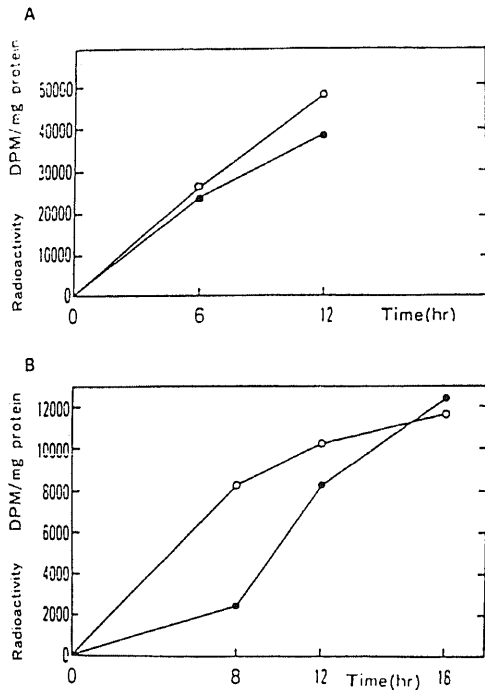 A
Radioactivity DPM/mg protein
50000
40000
30000
20000
10000
0
0 6 12 Time(hr)
B
Radioactivity DPM/mg protein
12000
10000
8000
6000
4000
2000
0
0 8 12 16
Time(hr)